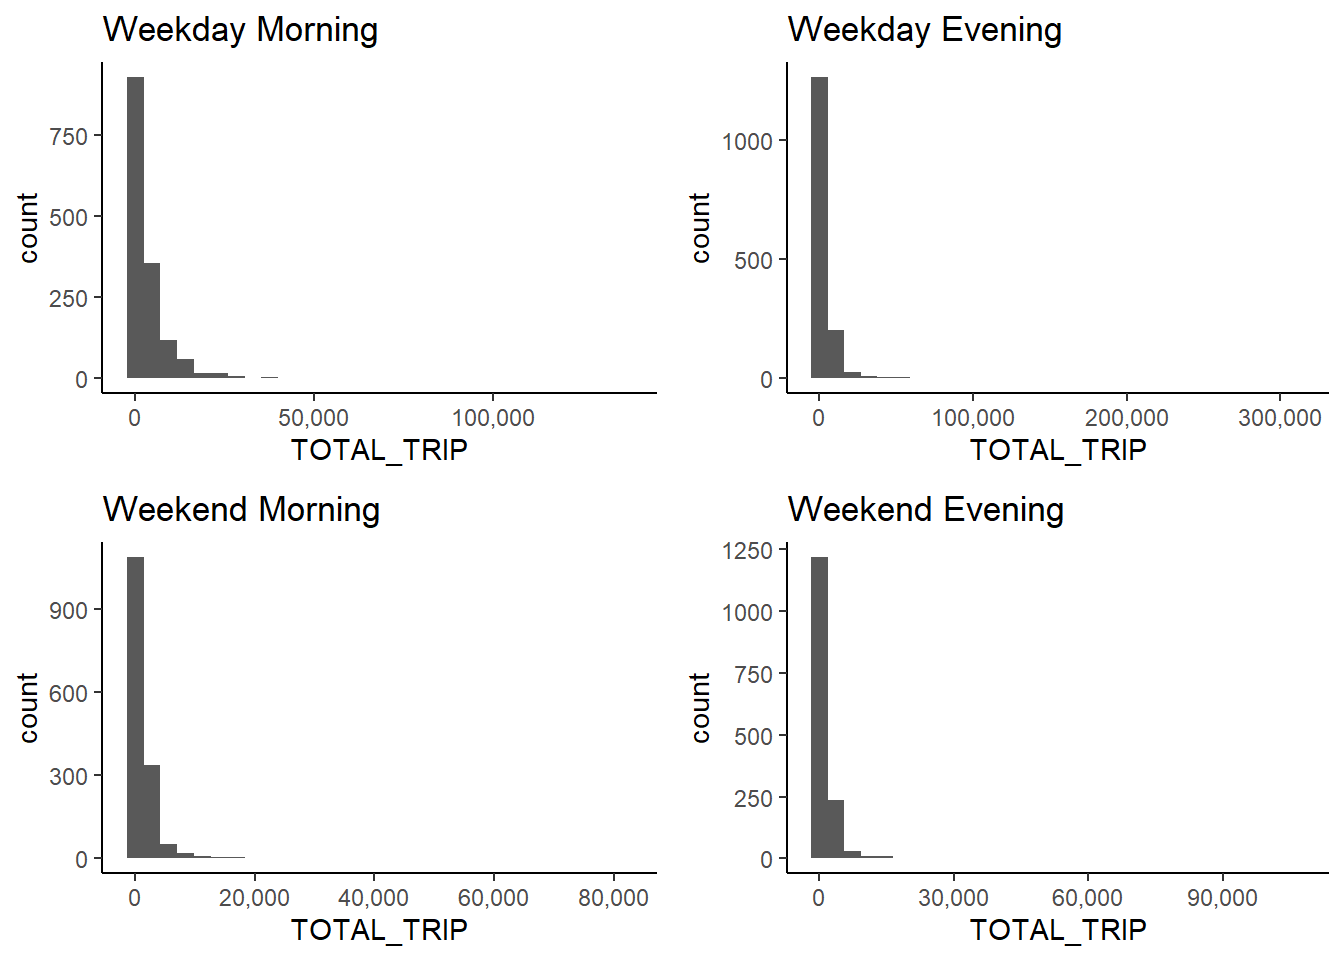 Weekday Morning
count
750
500
250
0
0 50,000 100,000
TOTAL_TRIP
Weekday Evening
count
1000
500
0
0 100,000 200,000 300,000
TOTAL_TRIP
Weekend Morning
count
900
600
300
0
0 20,000 40,000 60,000 80,000
TOTAL_TRIP
Weekend Evening
count
1250
1000
750
500
250
0
0 30,000 60,000 90,000
TOTAL_TRIP